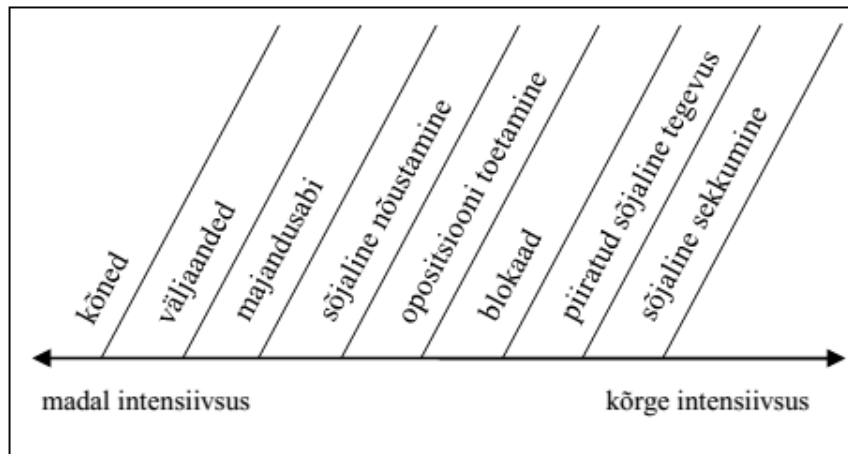 kõned
väljaanded
majandusabi
sõjaline nõustamine
opositsiooni toetamine
blokaad
piiratud sõjaline tegevus
sõjaline sekkumine
madal intensiivsus
kõrge intensiivsus